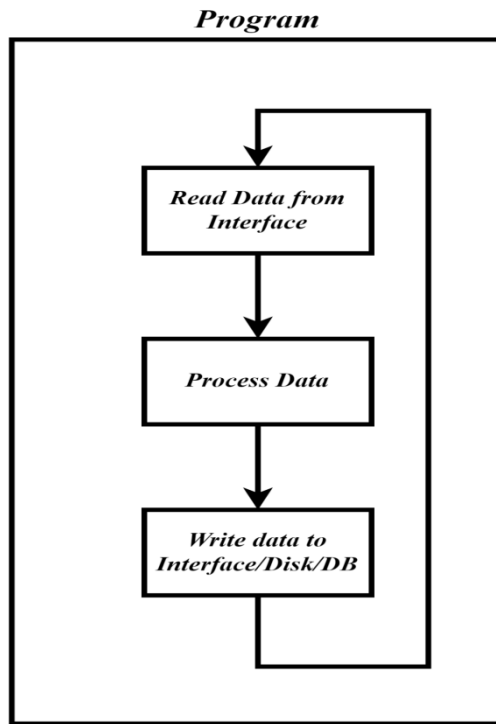 Program
Read Data from
Interface
Process Data
Write data to
Interface/Disk/DB